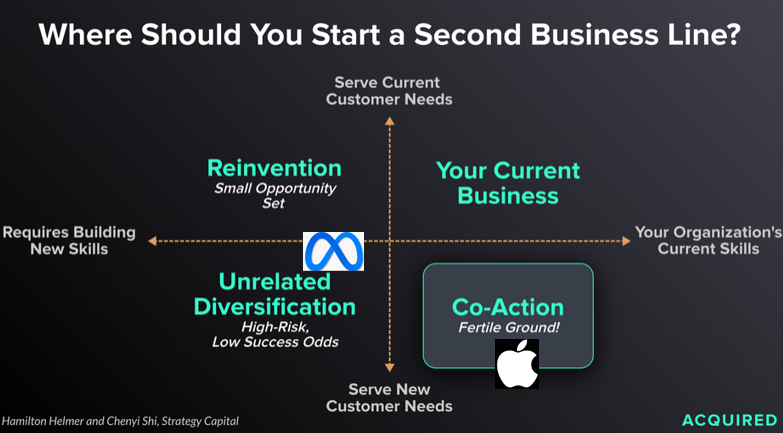 Where Should You Start a Second Business Line?
Serve Current
Customer Needs
Reinvention
Small Opportunity
Set
Your Current
Business
Requires Building
New Skills
Your Organization's
Current Skills
Unrelated
Diversification
High-Risk,
Low Success Odds
Co-Action
Fertile Ground!
Serve New
Customer Needs
Hamilton Helmer and Chenyi Shi, Strategy Capital
ACQUIRED